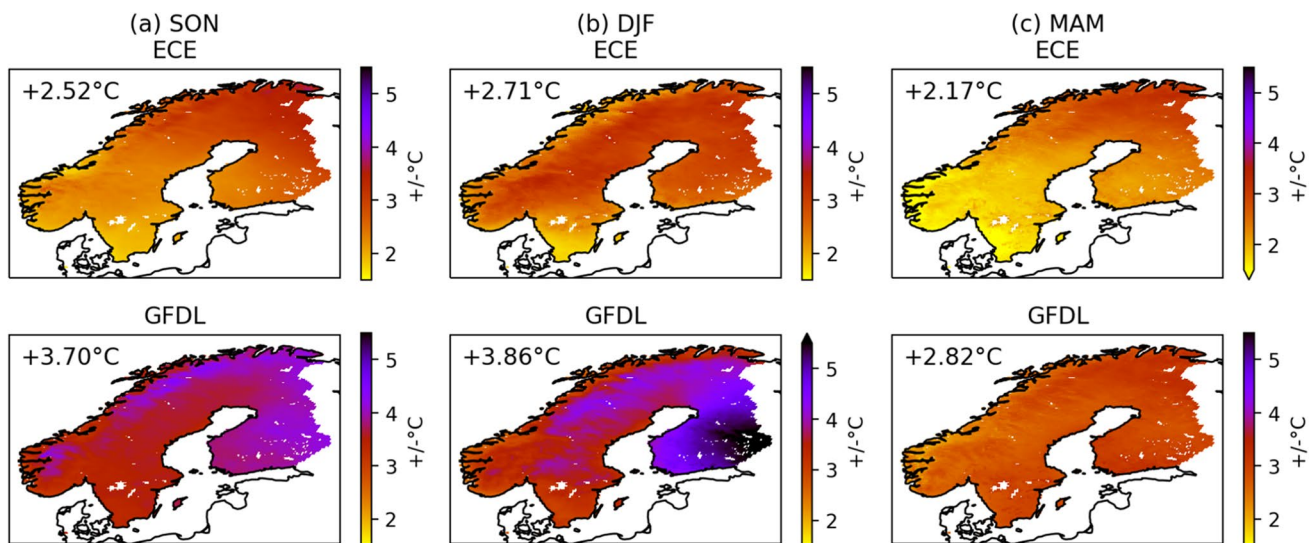 (a) SON
ECE
+2.52°C
5
4
3
2
+/-°C
(b) DJF
ECE
+2.71°C
5
4
3
2
+/-°C
(c) MAM
ECE
+2.17°C
5
4
3
2
+/-°C
GFDL
+3.70°C
5
4
3
2
+/-°C
GFDL
+3.86°C
5
4
3
2
+/-°C
GFDL
+2.82°C
5
4
3
2
+/-°C